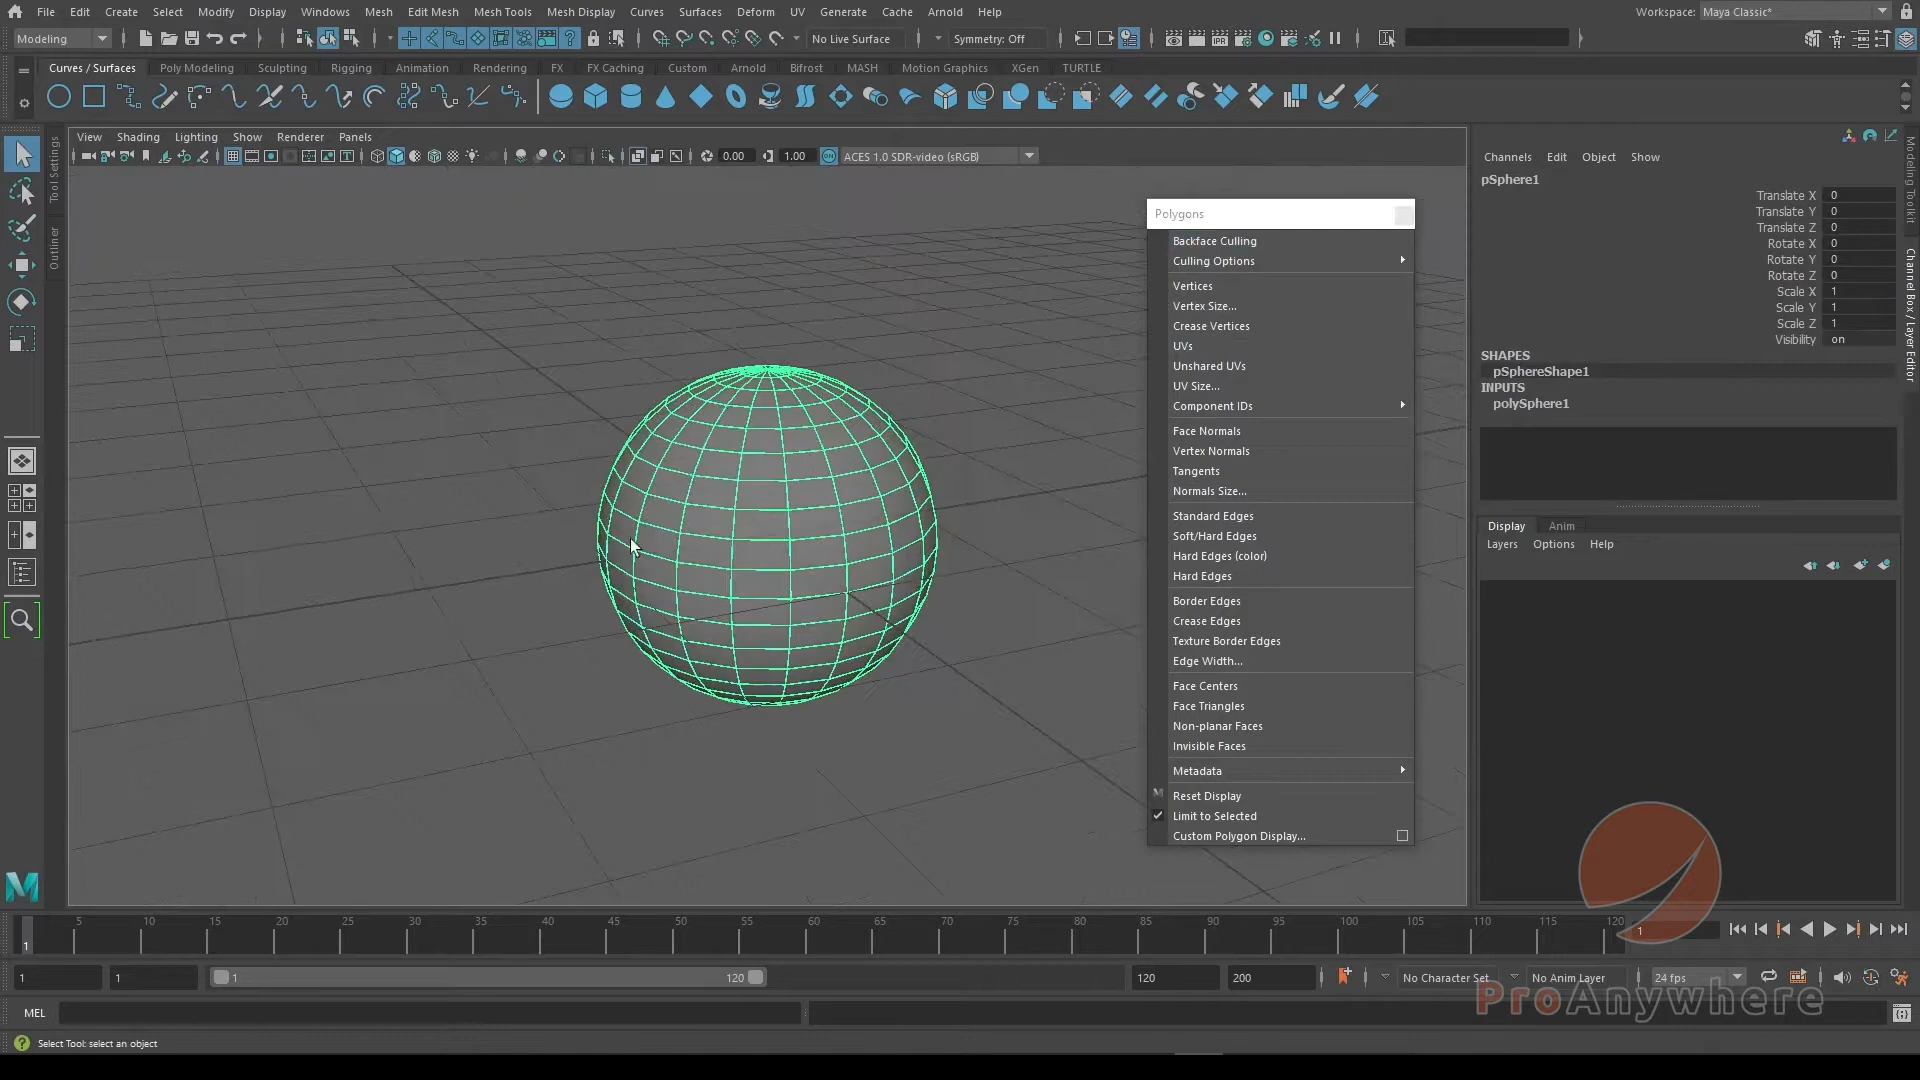 File Edit Create Select Modify Display Windows Mesh Edit Mesh Mesh Tools Mesh Display Curves Surfaces Deform UV Generate Cache Arnold Help Workspace: Maya Classic*
Modeling No Live Surface Symmetry: Off
Curves / Surfaces Poly Modeling Sculpting Rigging Animation Rendering FX FX Caching Custom Arnold Bifrost MASH Motion Graphics XGen TURTLE
View Shading Lighting Show Renderer Panels
0.00 1.00 ACES 1.0 SDR-video (sRGB)
Tool Settings
Outliner
Polygons
Backface Culling
Culling Options
Vertices
Vertex Size...
Crease Vertices
UVs
Unshared UVs
UV Size...
Component IDs
Face Normals
Vertex Normals
Tangents
Normals Size...
Standard Edges
Soft/Hard Edges
Hard Edges (color)
Hard Edges
Border Edges
Crease Edges
Texture Border Edges
Edge Width...
Face Centers
Face Triangles
Non-planar Faces
Invisible Faces
Metadata
Reset Display
Limit to Selected
Custom Polygon Display...
Channels Edit Object Show
pSphere1
Translate X 0
Translate Y 0
Translate Z 0
Rotate X 0
Rotate Y 0
Rotate Z 0
Scale X 1
Scale Y 1
Scale Z 1
Visibility on
SHAPES
pSphereShape1
INPUTS
polySphere1
Display Anim
Layers Options Help
Modeling Toolkit
Channel Box / Layer Editor
5 10 15 20 25 30 35 40 45 50 55 60 65 70 75 80 85 90 95 100 105 110 115 120
1 1
1 1 1 120 120 200 No Character Set No Anim Layer 24 fps
ProAnywhere
MEL
Select Tool: select an object